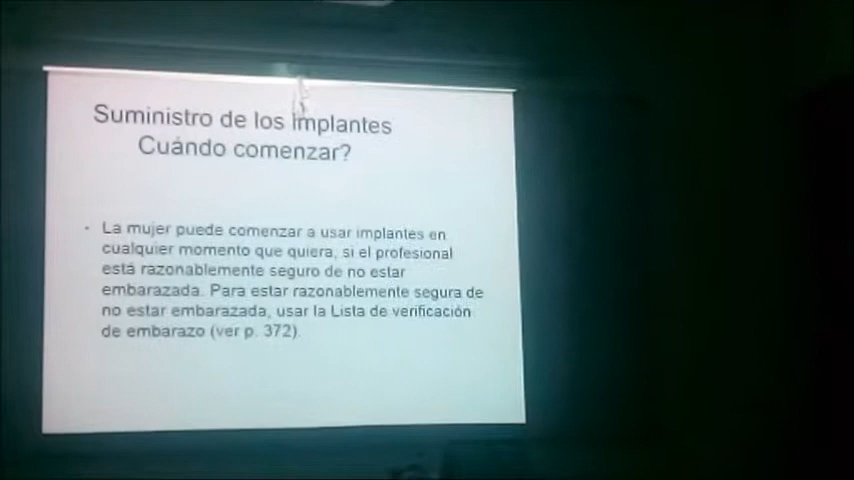 Suministro de los implantes
Cuándo comenzar?
• La mujer puede comenzar a usar implantes en
cualquier momento que quiera, si el profesional
está razonablemente seguro de no estar
embarazada. Para estar razonablemente segura de
no estar embarazada, usar la Lista de verificación
de embarazo (ver p. 372).